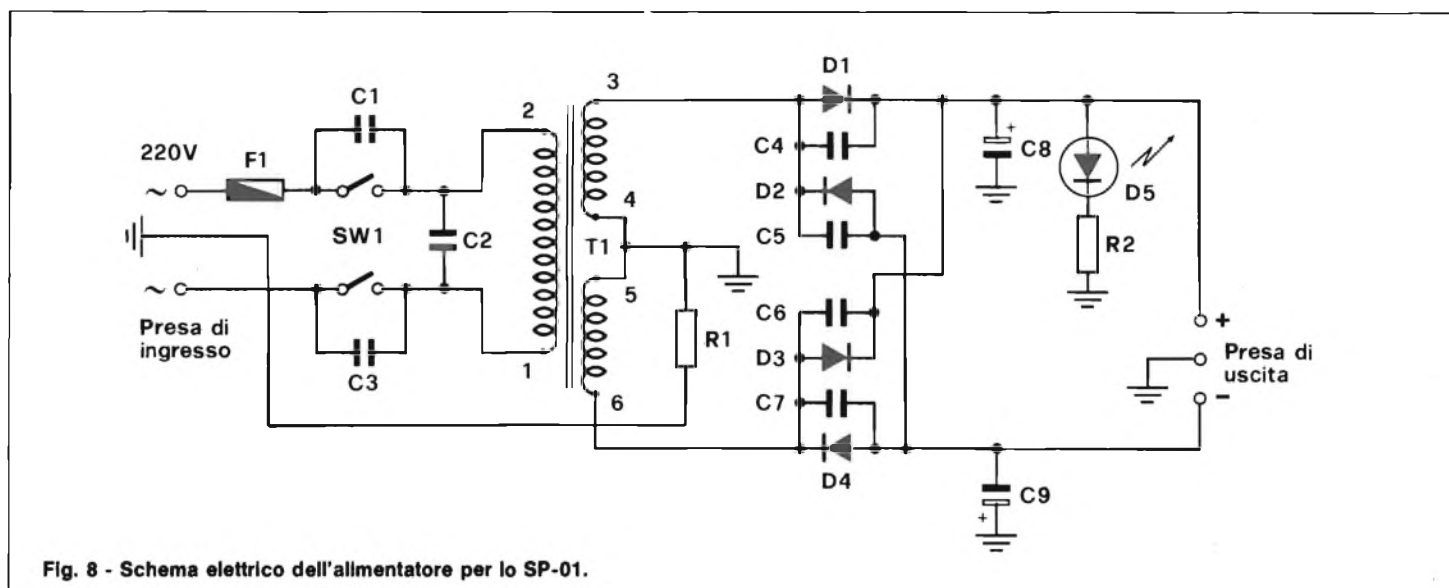 220V
~
F1
C1
SW1
C2
~
Presa di
ingresso
C3
2
1
3
4
T1
5
6
R1
D1
C4
D2
C5
C6
D3
C7
D4
+
C8
D5
R2
+
Presa di
uscita
−
C9
+
Fig. 8 - Schema elettrico dell'alimentatore per lo SP-01.